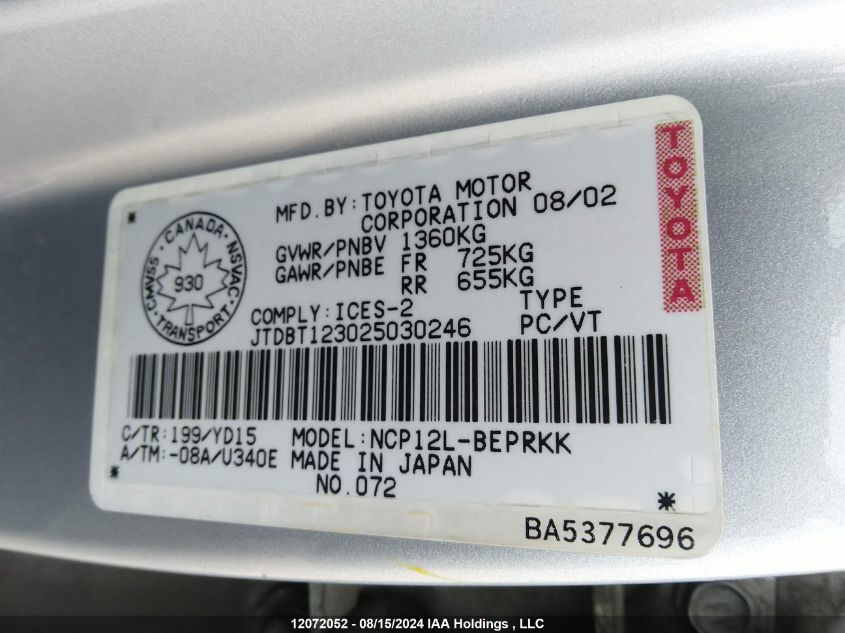 MFD.BY:TOYOTA MOTOR
CORPORATION 08/02
GVWR/PNBV 1360KG
GAWR/PNBE FR 725KG
RR 655KG
COMPLY:ICES-2 TYPE
JTDBT123025030246 PC/VT
TOYOTA
CANADA
CMVSS · NSVAC
930
TRANSPORT
C/TR:199/YD15 MODEL:NCP12L-BEPRKK
A/TM:-08A/U340E MADE IN JAPAN
NO.072
BA5377696
12072052 - 08/15/2024 IAA Holdings , LLC